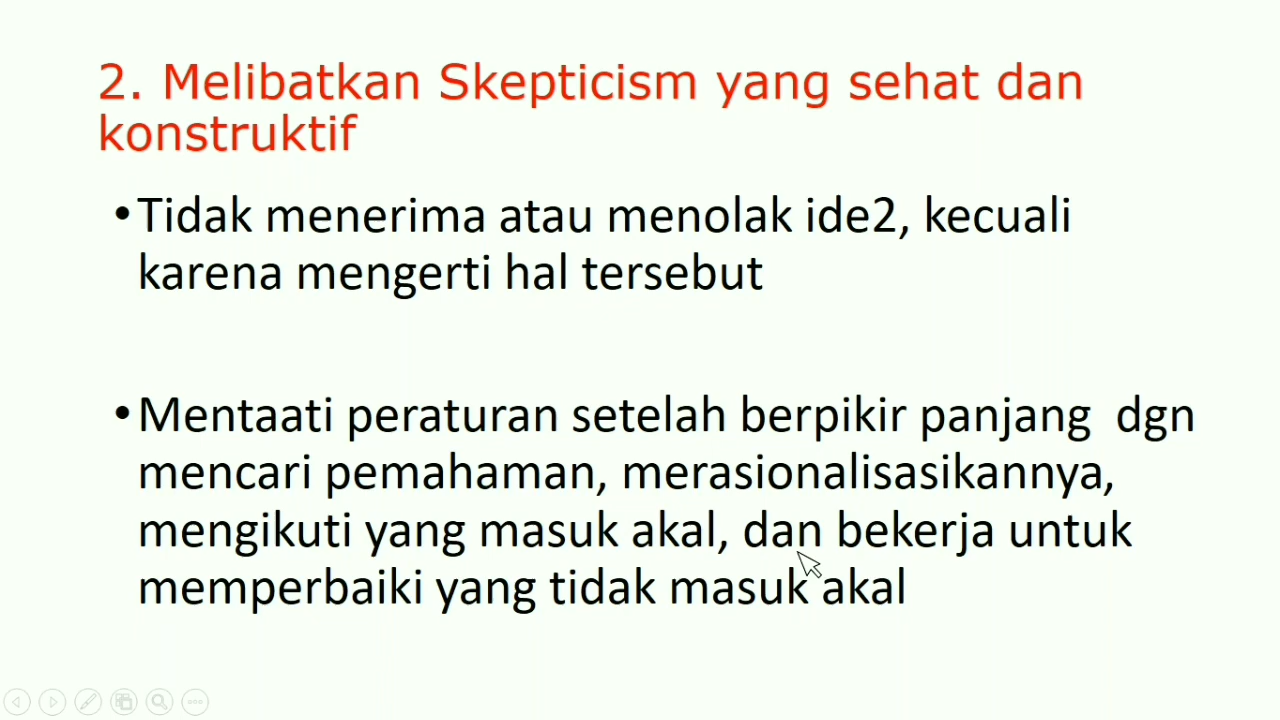 2. Melibatkan Skepticism yang sehat dan
konstruktif
•Tidak menerima atau menolak ide2, kecuali
karena mengerti hal tersebut
•Mentaati peraturan setelah berpikir panjang  dgn
mencari pemahaman, merasionalisasikannya,
mengikuti yang masuk akal, dan bekerja untuk
memperbaiki yang tidak masuk akal